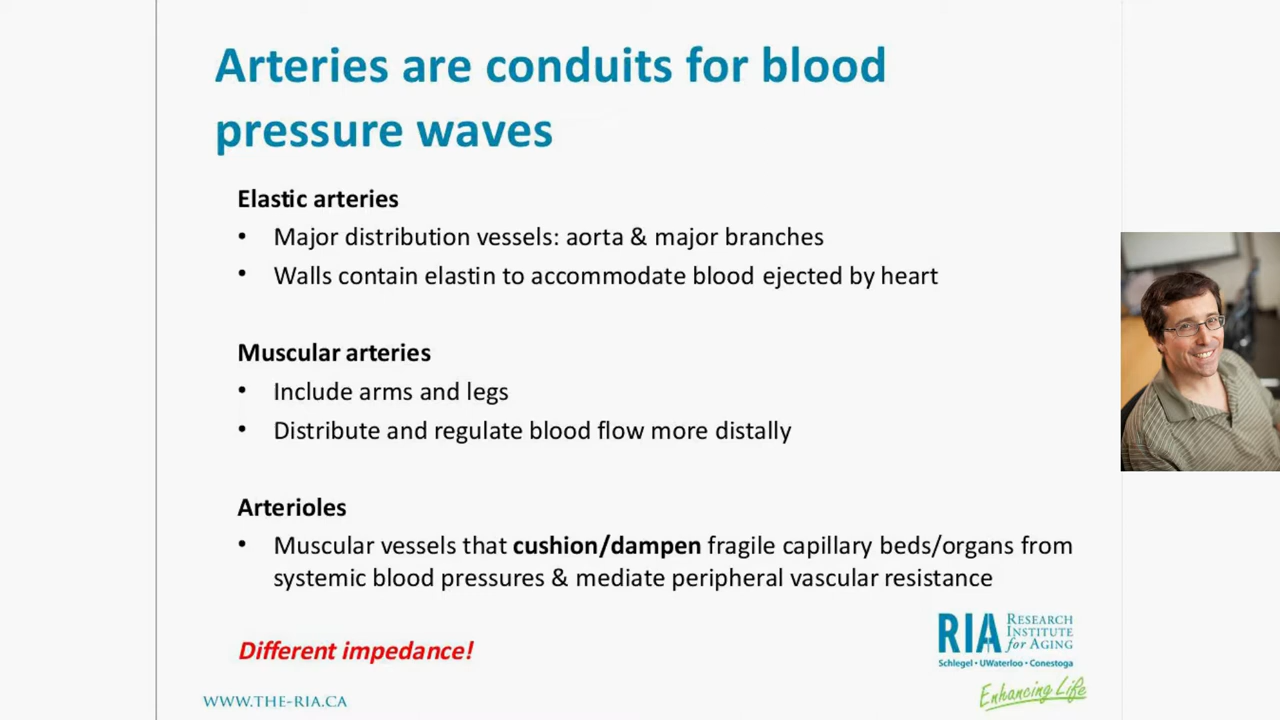 Arteries are conduits for blood
pressure waves
Elastic arteries
• Major distribution vessels: aorta & major branches
• Walls contain elastin to accommodate blood ejected by heart
Muscular arteries
• Include arms and legs
• Distribute and regulate blood flow more distally
Arterioles
• Muscular vessels that cushion/dampen fragile capillary beds/organs from
systemic blood pressures & mediate peripheral vascular resistance
Different impedance!
RIA RESEARCH
INSTITUTE
for AGING
Schlegel • UWaterloo • Conestoga
Enhancing Life
WWW.THE-RIA.CA